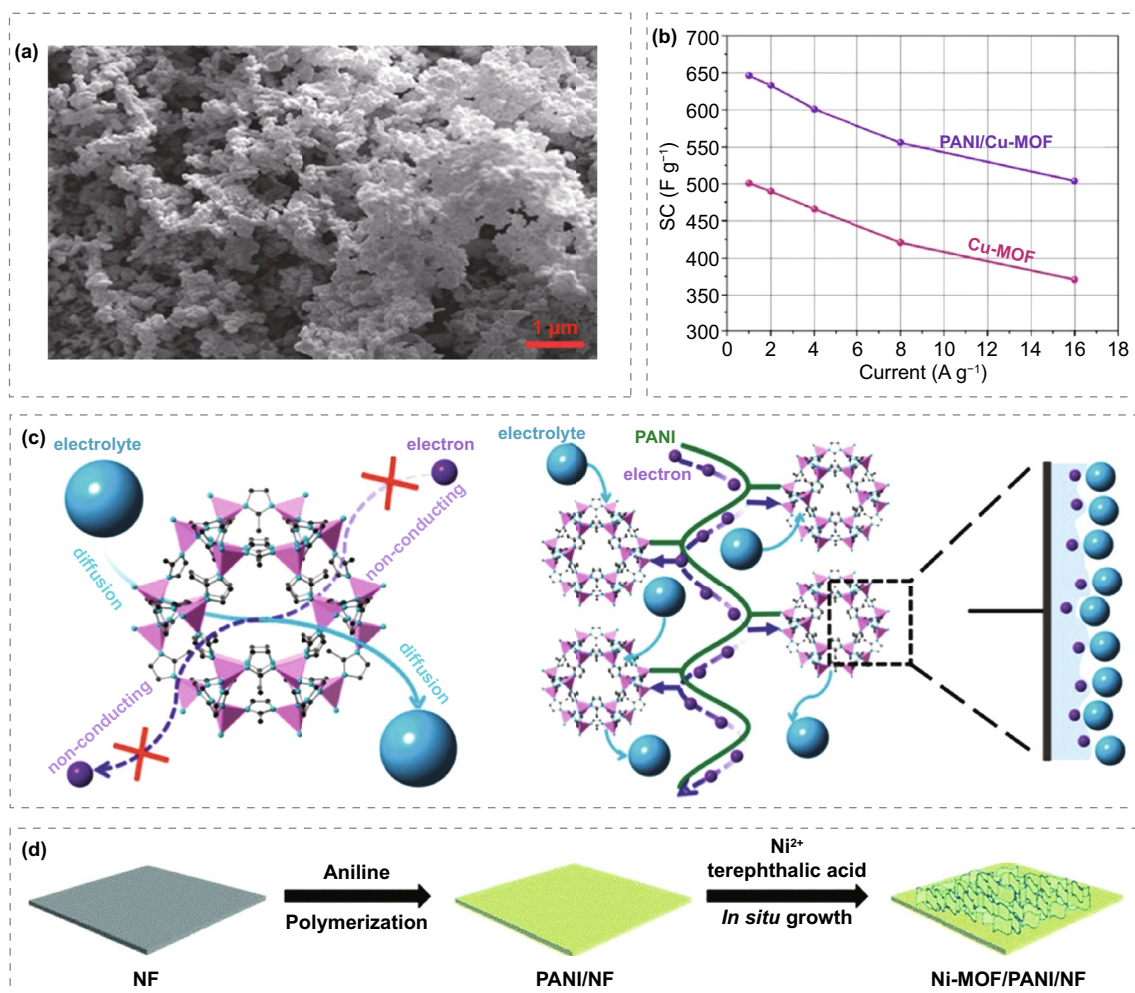 (a)
1 µm
(b)
700
650
600
550
500
450
400
350
300
SC (F g⁻¹)
PANI/Cu-MOF
Cu-MOF
0 2 4 6 8 10 12 14 16 18
Current (A g⁻¹)
(c)
electrolyte
electron
diffusion
non-conducting
non-conducting
diffusion
electrolyte
PANI
electron
(d)
Aniline
Polymerization
Ni²⁺
terephthalic acid
In situ growth
NF
PANI/NF
Ni-MOF/PANI/NF